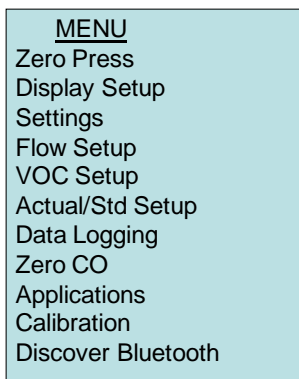 MENU
Zero Press
Display Setup
Settings
Flow Setup
VOC Setup
Actual/Std Setup
Data Logging
Zero CO
Applications
Calibration
Discover Bluetooth